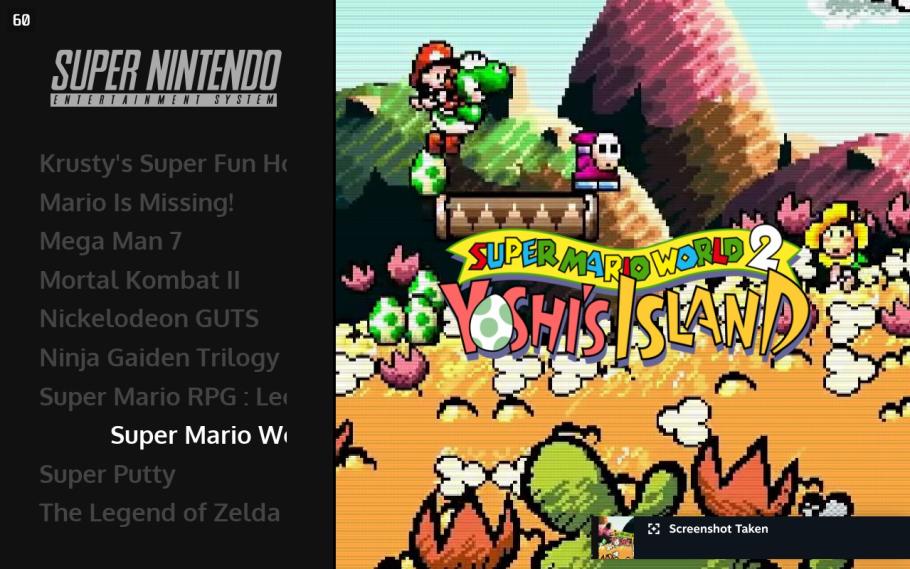 60
SUPER NINTENDO
ENTERTAINMENT SYSTEM
Krusty's Super Fun Ho
Mario Is Missing!
Mega Man 7
Mortal Kombat II
Nickelodeon GUTS
Ninja Gaiden Trilogy
Super Mario RPG : Le
Super Mario Wo
Super Putty
The Legend of Zelda
SUPER MARIO WORLD 2
YOSHI'S ISLAND
Screenshot Taken